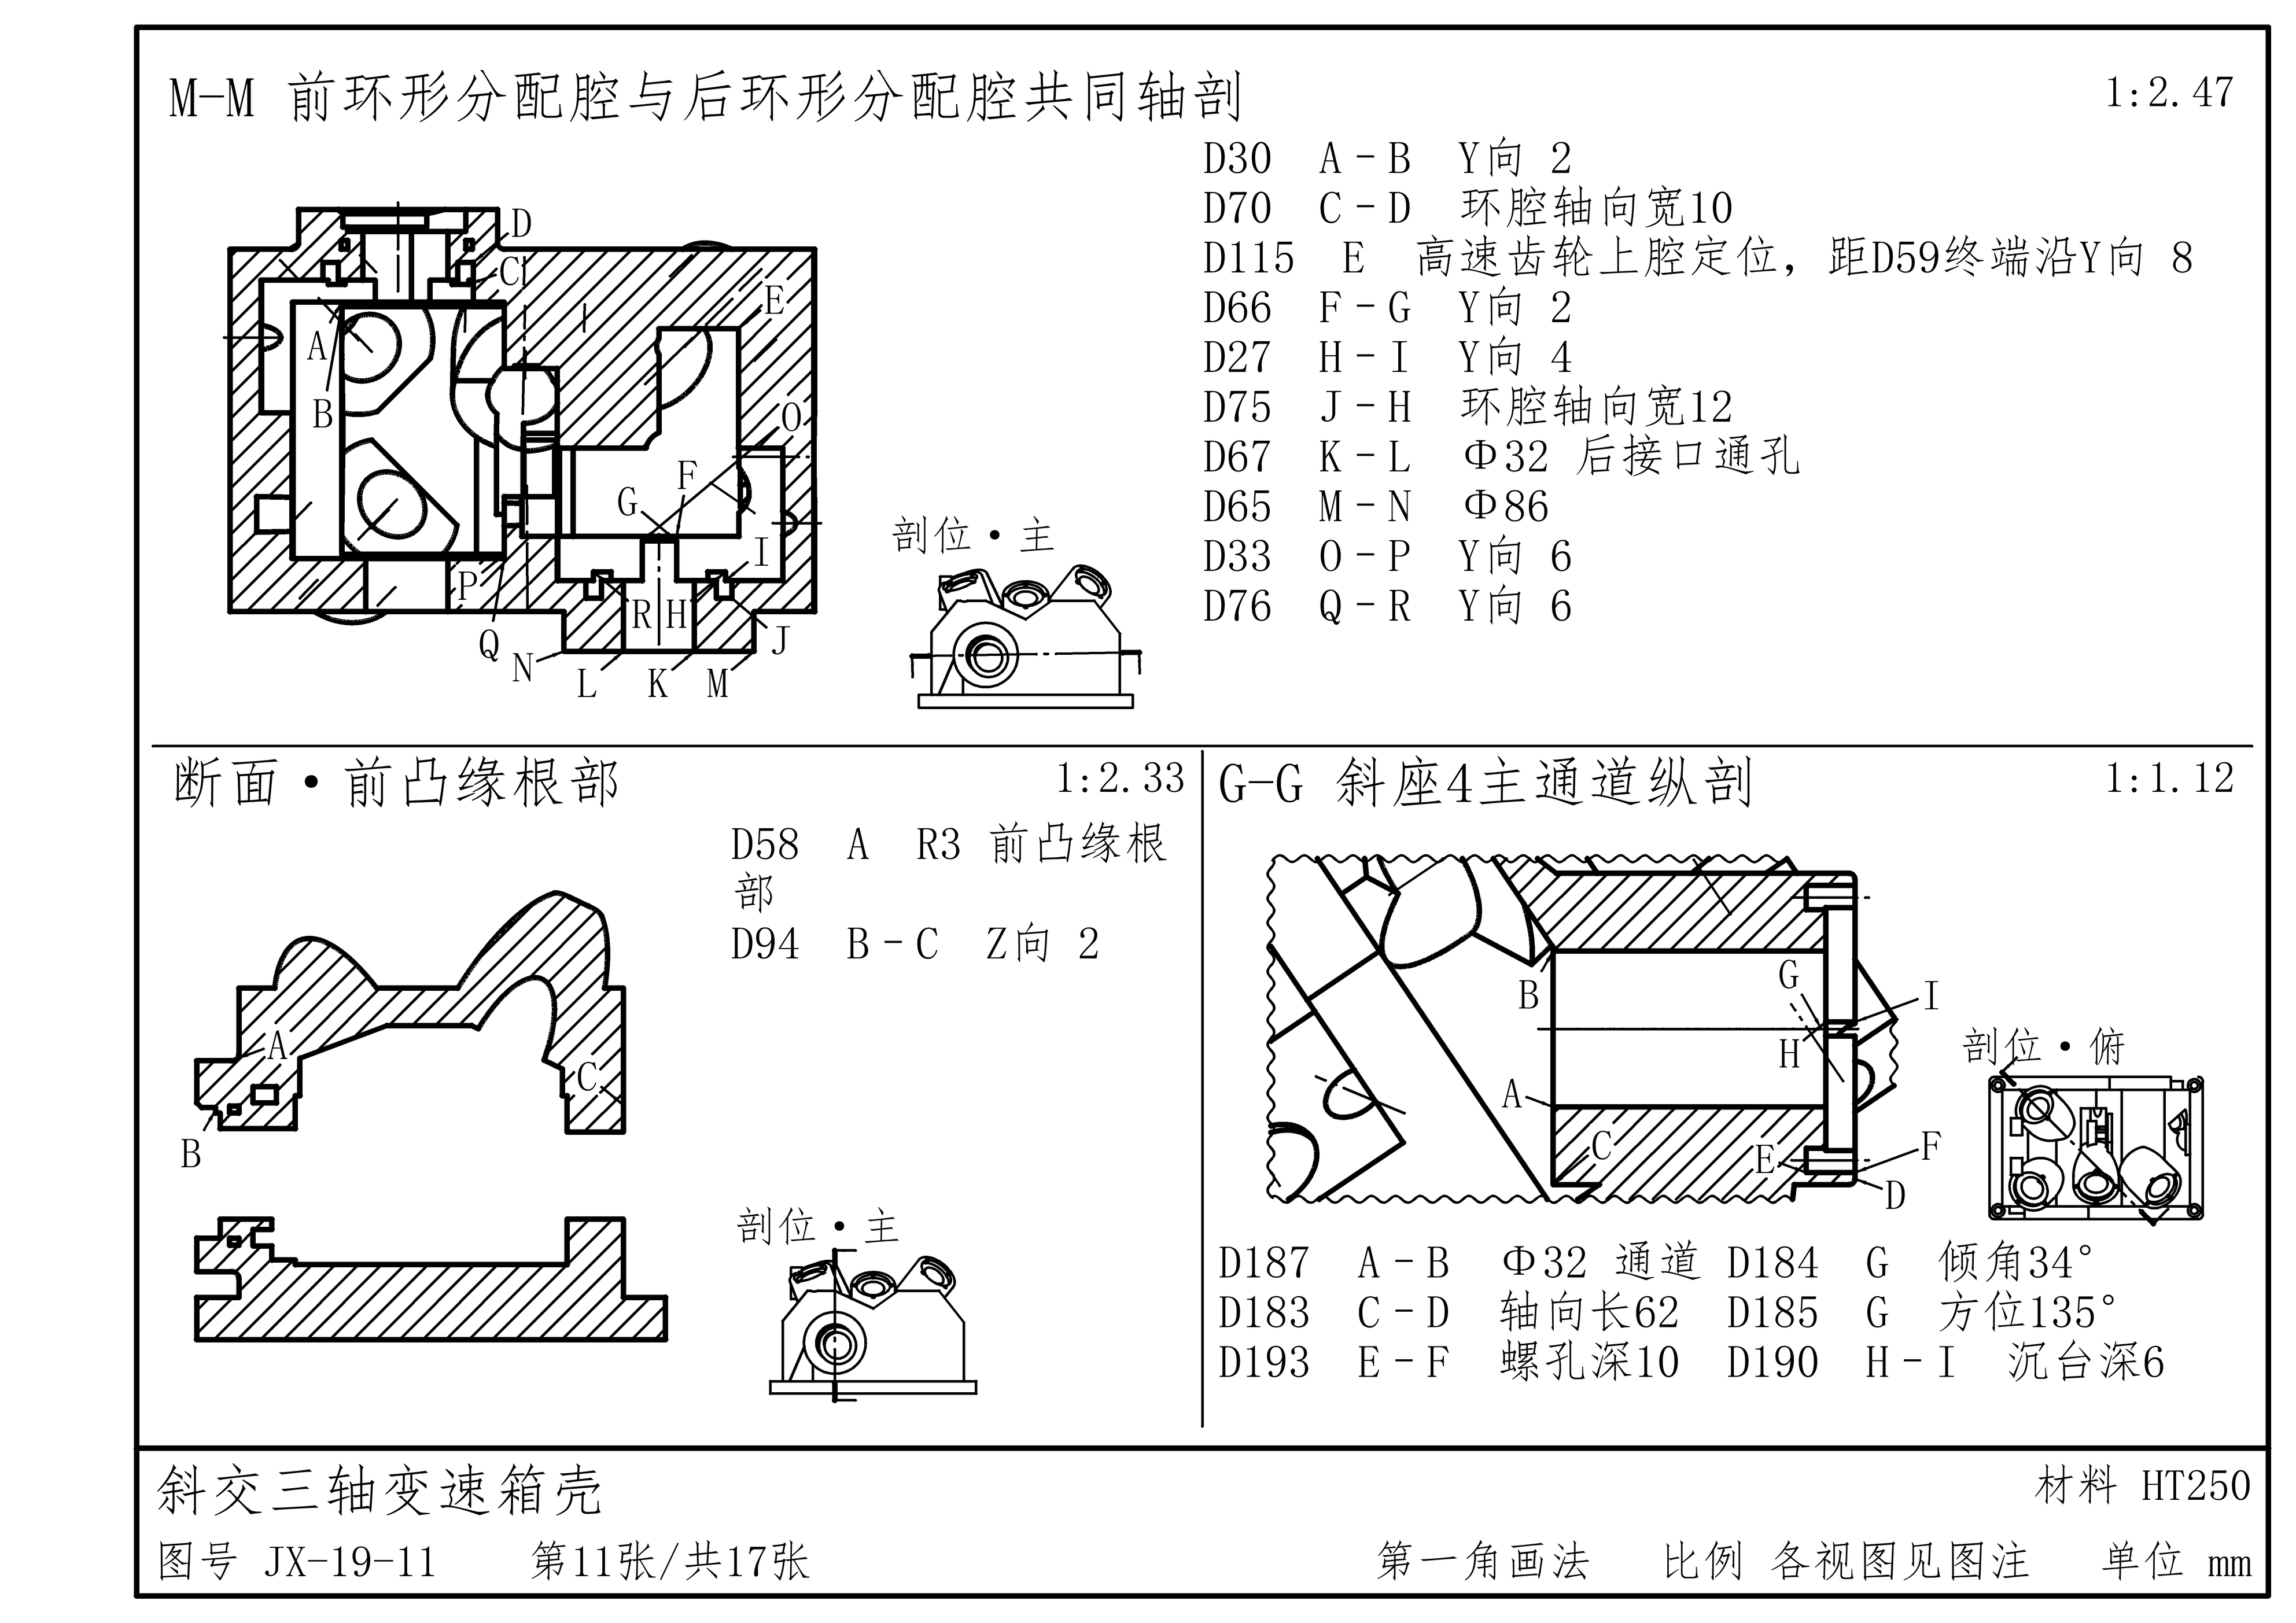 M-M 前环形分配腔与后环形分配腔共同轴剖
1:2.47
D30 A-B Y向 2
D70 C-D 环腔轴向宽10
D115 E 高速齿轮上腔定位, 距D59终端沿Y向 8
D66 F-G Y向 2
D27 H-I Y向 4
D75 J-H 环腔轴向宽12
D67 K-L Φ32 后接口通孔
D65 M-N Φ86
D33 O-P Y向 6
D76 Q-R Y向 6
D
C
E
A
B
O
F
G
I
P
R H
J
Q
N
L K M
剖位·主
断面·前凸缘根部
1:2.33
D58 A R3 前凸缘根
部
D94 B-C Z向 2
A
C
B
剖位·主
G-G 斜座4主通道纵剖
1:1.12
B
G
I
H
A
C
E
F
D
剖位·俯
D187 A-B Φ32 通道 D184 G 倾角34°
D183 C-D 轴向长62 D185 G 方位135°
D193 E-F 螺孔深10 D190 H-I 沉台深6
斜交三轴变速箱壳
材料 HT250
图号 JX-19-11 第11张/共17张
第一角画法 比例 各视图见图注 单位 mm